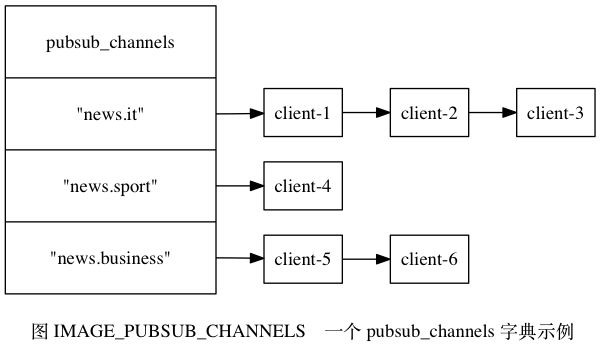 pubsub_channels
"news.it"
client-1
client-2
client-3
"news.sport"
client-4
"news.business"
client-5
client-6
图 IMAGE_PUBSUB_CHANNELS 一个 pubsub_channels 字典示例